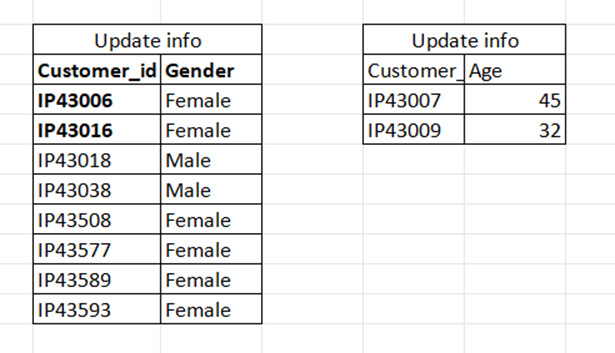 Update info
Customer_id Gender
IP43006 Female
IP43016 Female
IP43018 Male
IP43038 Male
IP43508 Female
IP43577 Female
IP43589 Female
IP43593 Female
Update info
Customer_ Age
IP43007 45
IP43009 32